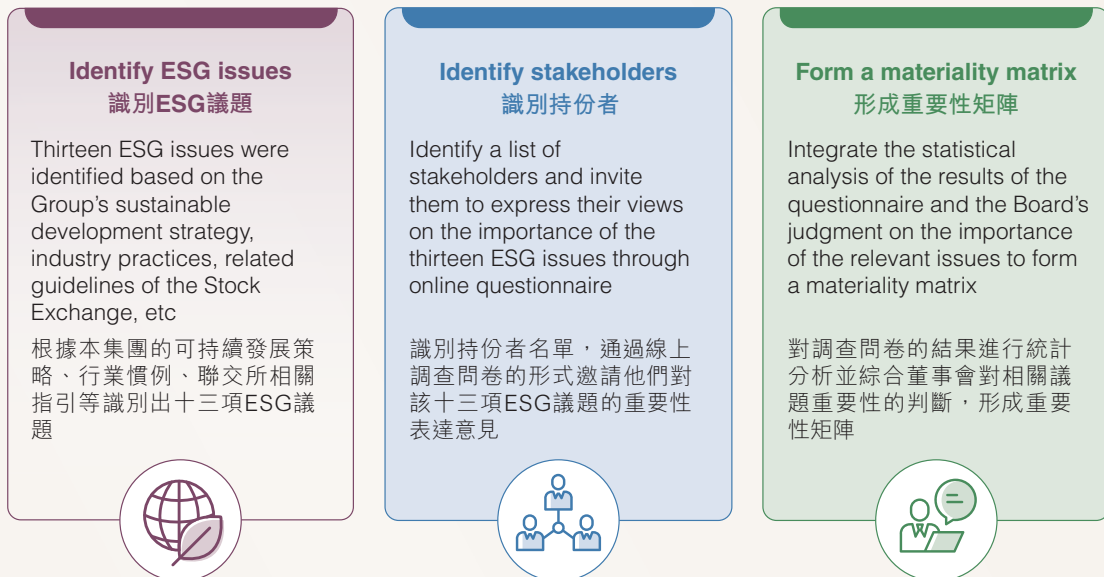 Identify ESG issues
識別ESG議題
Thirteen ESG issues were
identified based on the
Group's sustainable
development strategy,
industry practices, related
guidelines of the Stock
Exchange, etc
根據本集團的可持續發展策
略、行業慣例、聯交所相關
指引等識別出十三項ESG議
題
Identify stakeholders
識別持份者
Identify a list of
stakeholders and invite
them to express their views
on the importance of the
thirteen ESG issues through
online questionnaire
識別持份者名單，通過線上
調查問卷的形式邀請他們對
該十三項ESG議題的重要性
表達意見
Form a materiality matrix
形成重要性矩陣
Integrate the statistical
analysis of the results of the
questionnaire and the Board's
judgment on the importance
of the relevant issues to form
a materiality matrix
對調查問卷的結果進行統計
分析並綜合董事會對相關議
題重要性的判斷，形成重要
性矩陣